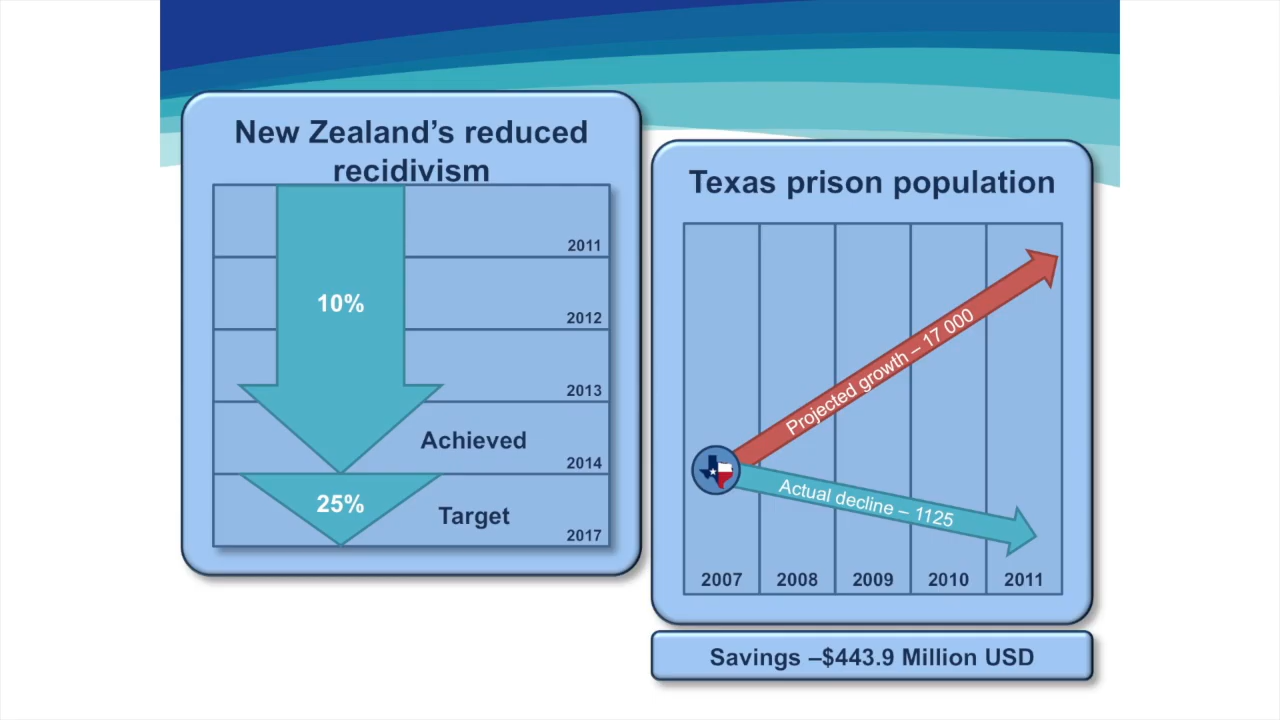 New Zealand’s reduced
recidivism
2011
10%
2012
2013
Achieved
2014
25%
Target
2017
Texas prison population
Projected growth – 17 000
Actual decline – 1125
2007 2008 2009 2010 2011
Savings –$443.9 Million USD